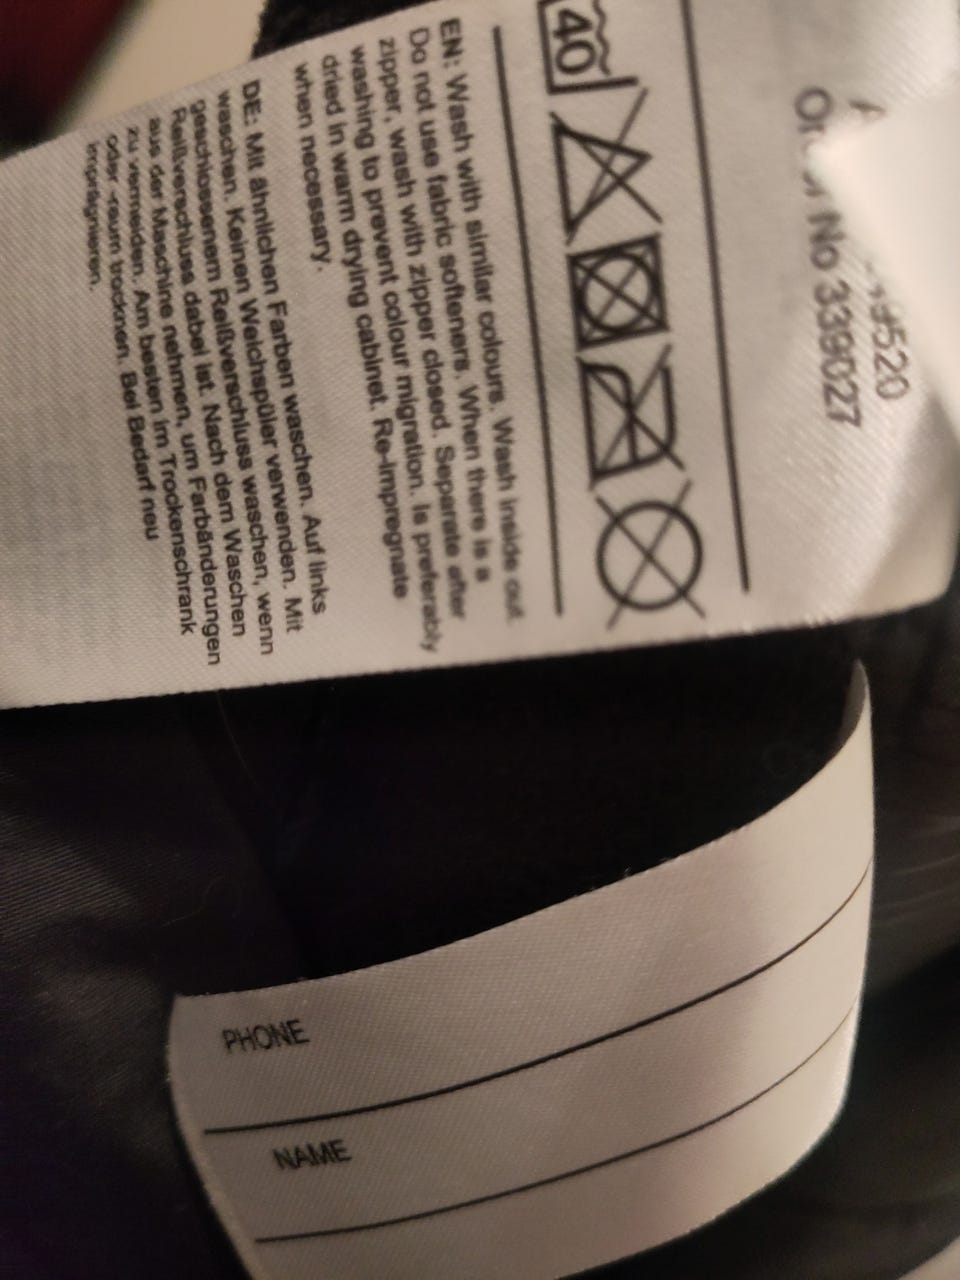 19520
No 339027
40
EN: Wash with similar colours. Wash inside out.
Do not use fabric softeners. When there is a
zipper, wash with zipper closed. Separate after
washing to prevent colour migration. Is preferably
dried in warm drying cabinet. Re-impregnate
when necessary.
DE: Mit ähnlichen Farben waschen. Auf links
waschen. Keinen Weichspüler verwenden. Mit
geschlossenem Reißverschluss waschen, wenn
Reißverschluss dabei ist. Nach dem Waschen
aus der Maschine nehmen, um Farbänderungen
zu vermeiden. Am besten im Trockenschrank
oder -raum trocknen. Bei Bedarf neu
imprägnieren.
PHONE
NAME